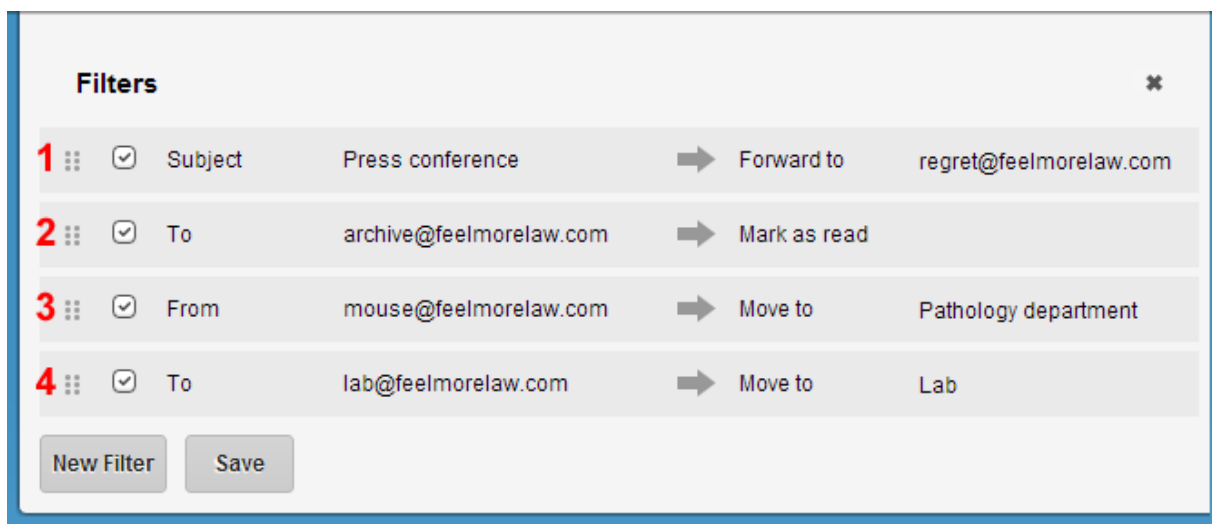 Filters
1 Subject Press conference Forward to regret@feelmorelaw.com
2 To archive@feelmorelaw.com Mark as read
3 From mouse@feelmorelaw.com Move to Pathology department
4 To lab@feelmorelaw.com Move to Lab
New Filter Save